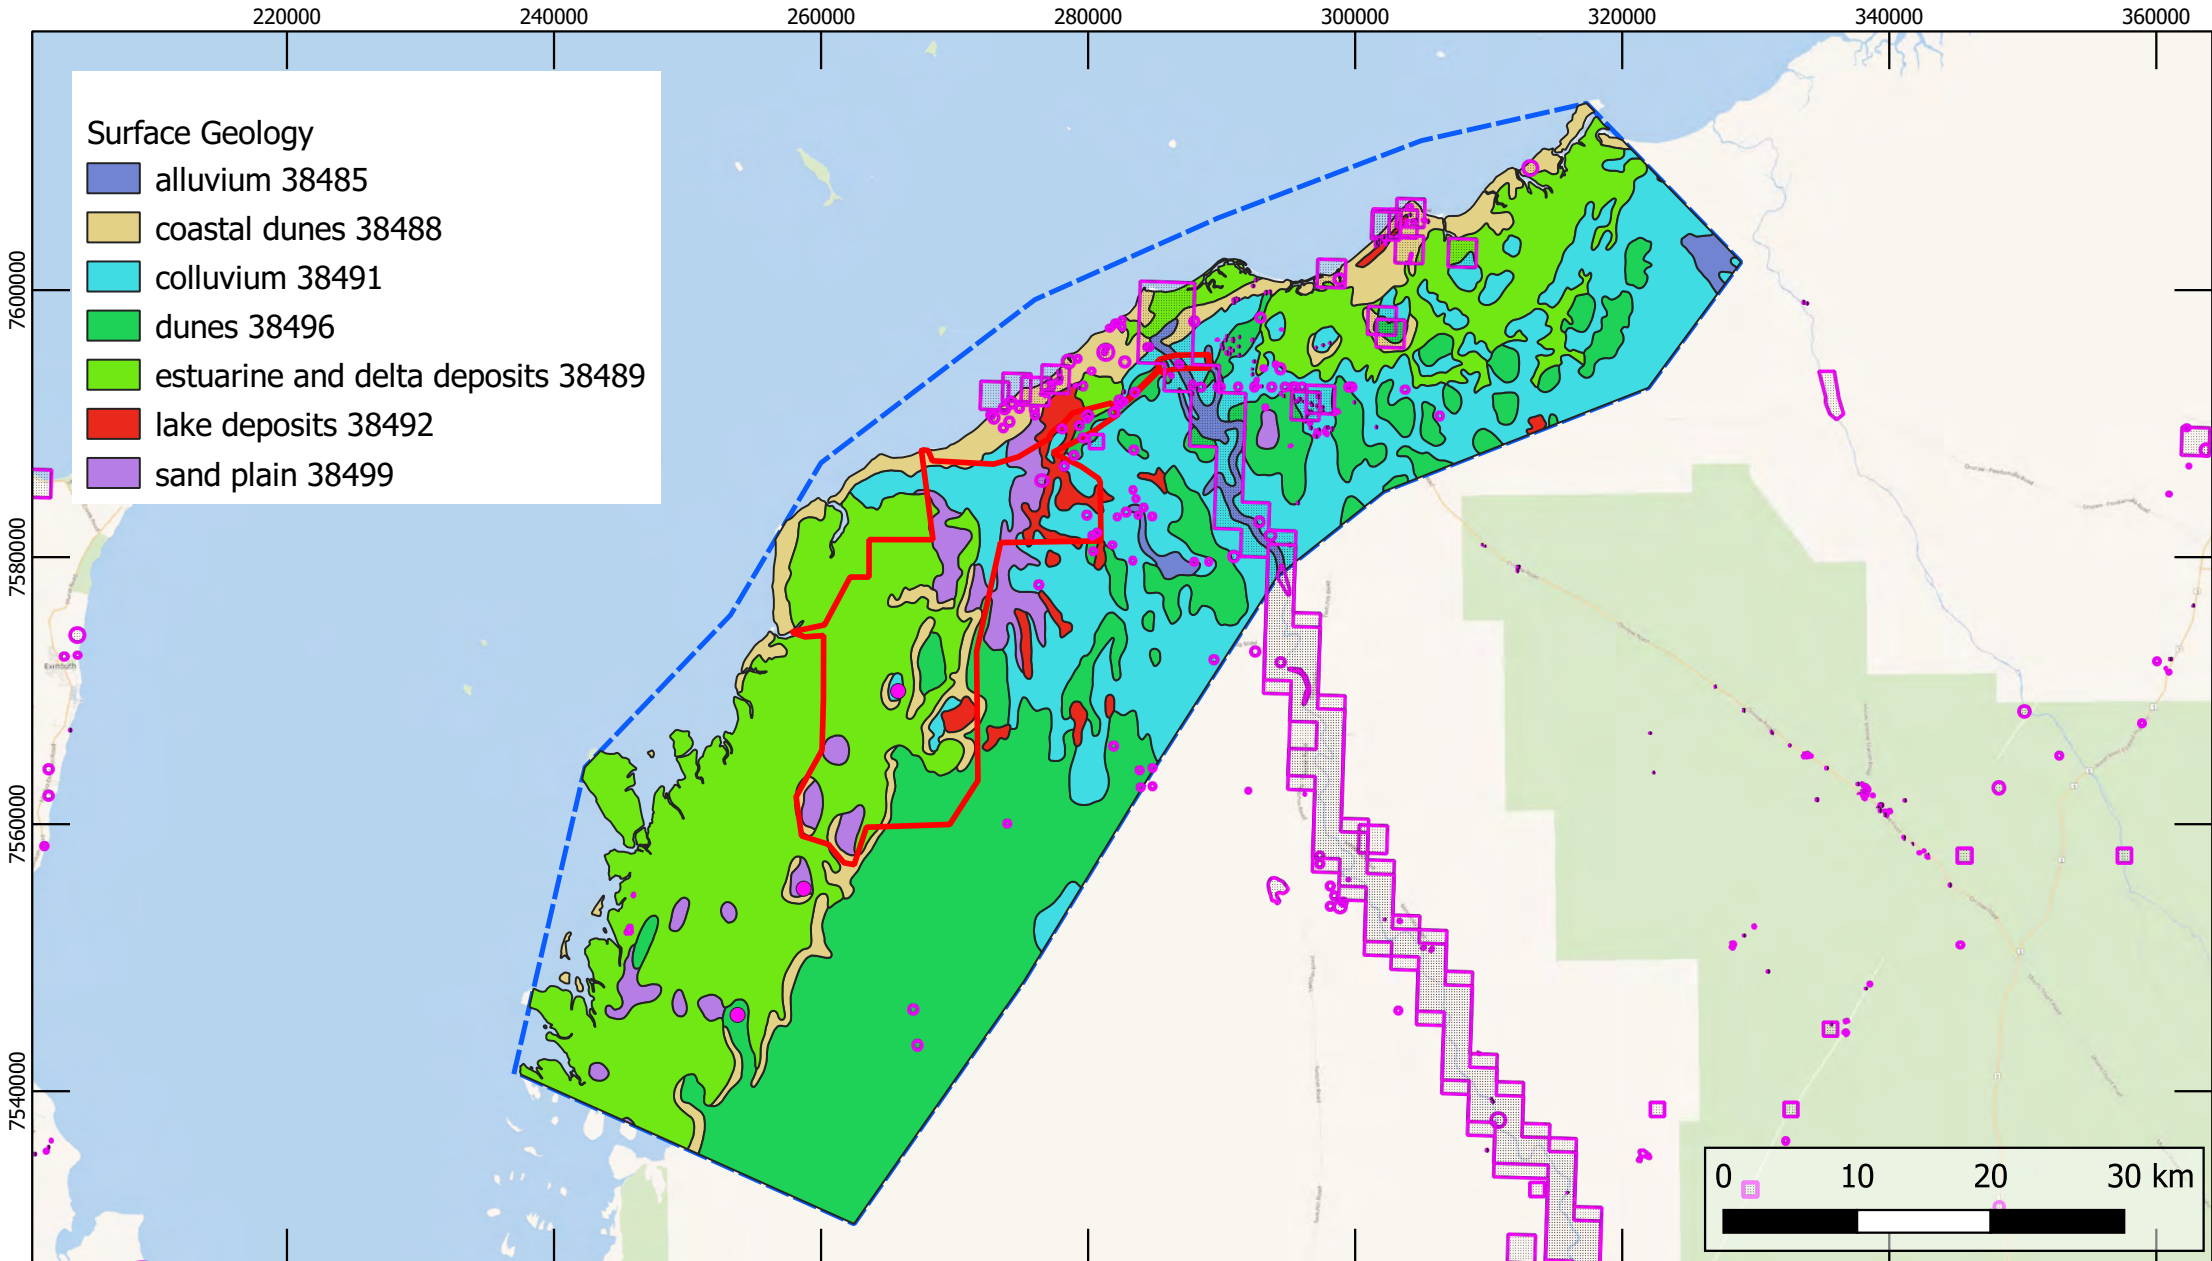 220000 240000 260000 280000 300000 320000 340000 360000
Surface Geology
alluvium 38485
coastal dunes 38488
colluvium 38491
dunes 38496
estuarine and delta deposits 38489
lake deposits 38492
sand plain 38499
7600000
7580000
7560000
7540000
Exmouth
0 10 20 30 km